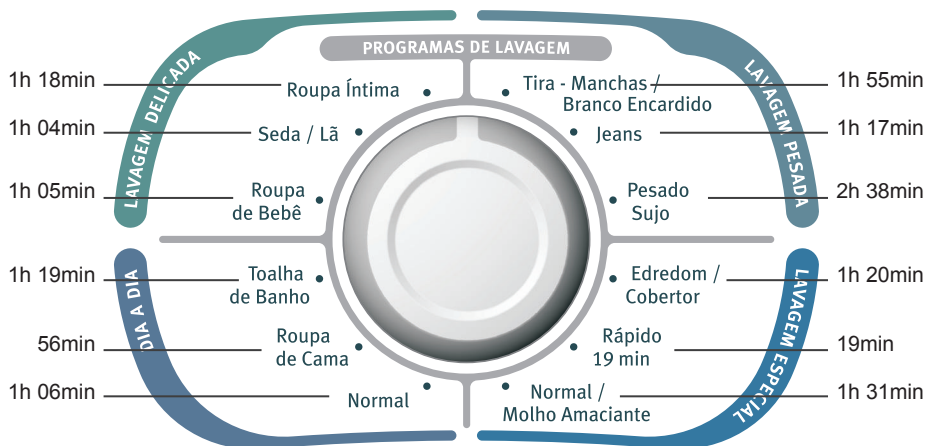 PROGRAMAS DE LAVAGEM
LAVAGEM DELICADA
1h 18min
Roupa Íntima
1h 04min
Seda / Lã
1h 05min
Roupa
de Bebê
DIA A DIA
1h 19min
Toalha
de Banho
56min
Roupa
de Cama
1h 06min
Normal
LAVAGEM PESADA
Tira - Manchas /
Branco Encardido
1h 55min
Jeans
1h 17min
Pesado
Sujo
2h 38min
LAVAGEM ESPECIAL
Edredom /
Cobertor
1h 20min
Rápido
19 min
19min
Normal /
Molho Amaciante
1h 31min